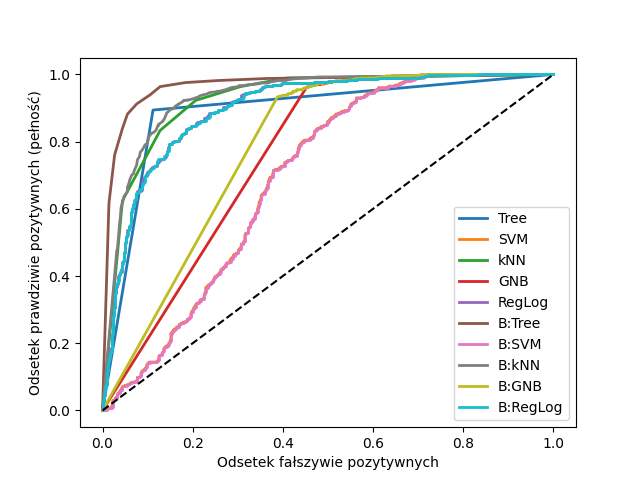 Odsetek prawdziwie pozytywnych (pełność)
1.0
0.8
0.6
0.4
0.2
0.0
Tree
SVM
kNN
GNB
RegLog
B:Tree
B:SVM
B:kNN
B:GNB
B:RegLog
0.0 0.2 0.4 0.6 0.8 1.0
Odsetek fałszywie pozytywnych